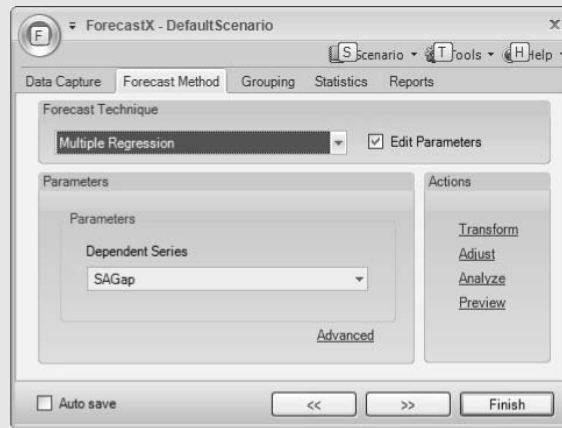 F ForecastX - DefaultScenario X
S Scenario T Tools H Help
Data Capture Forecast Method Grouping Statistics Reports
Forecast Technique
Multiple Regression Edit Parameters
Parameters Actions
Parameters
Dependent Series
SAGap
Transform
Adjust
Analyze
Preview
Advanced
Auto save << >> Finish